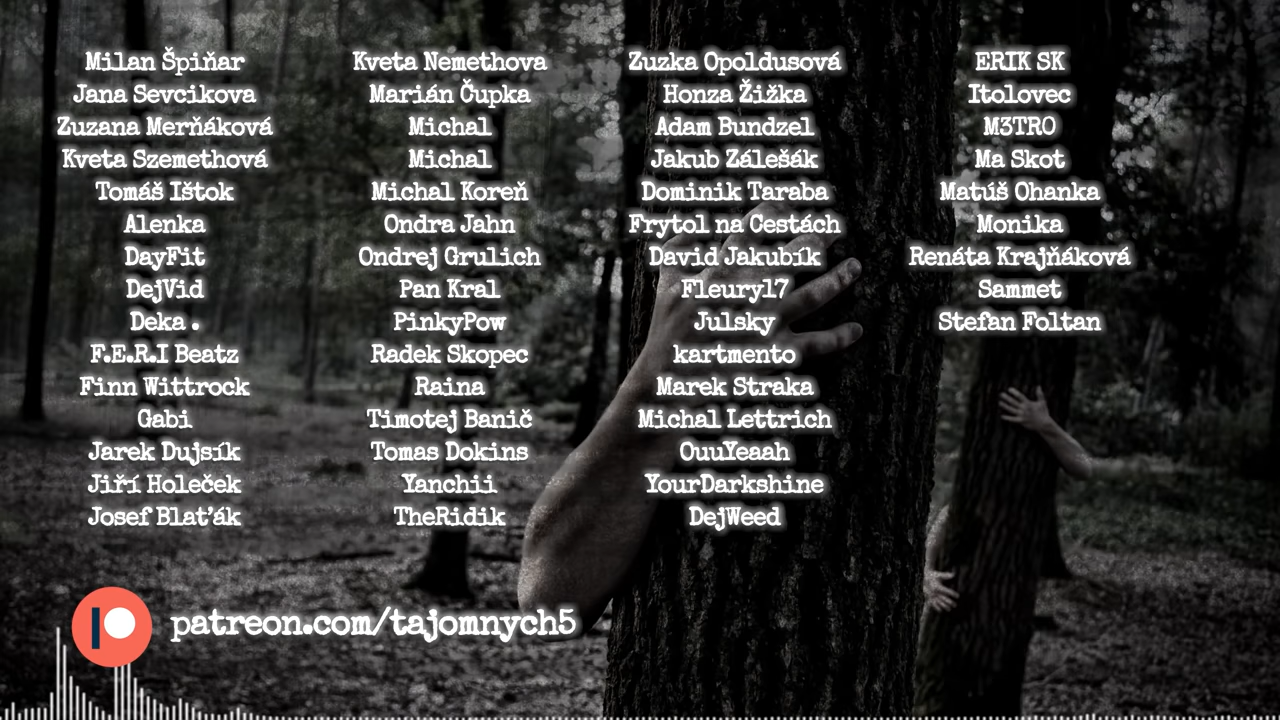 Milan Špiňar
Jana Sevcikova
Zuzana Merňáková
Kveta Szemethová
Tomáš Ištok
Alenka
DayFit
DejVid
Deka .
F.E.R.I Beatz
Finn Wittrock
Gabi
Jarek Dujsík
Jiří Holeček
Josef Blaťák
Kveta Nemethova
Marián Čupka
Michal
Michal
Michal Koreň
Ondra Jahn
Ondrej Grulich
Pan Kral
PinkyPow
Radek Skopec
Raina
Timotej Banič
Tomas Dokins
Yanchii
TheRidik
Zuzka Opoldusová
Honza Žižka
Adam Bundzel
Jakub Zálešák
Dominik Taraba
Frytol na Cestách
David Jakubík
Fleury17
Julsky
kartmento
Marek Straka
Michal Lettrich
OuuYeaah
YourDarkshine
DejWeed
ERIK SK
Itolovec
M3TRO
Ma Skot
Matúš Ohanka
Monika
Renáta Krajňáková
Sammet
Stefan Foltan
patreon.com/tajomnych5